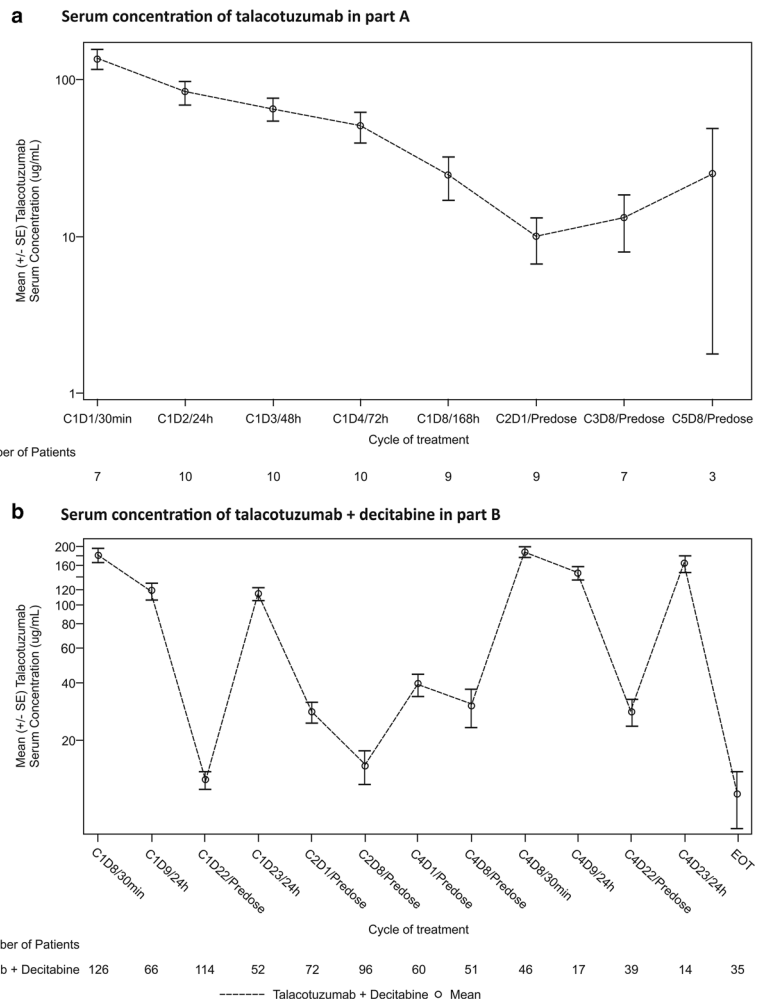 a Serum concentration of talacotuzumab in part A
Mean (+/- SE) Talacotuzumab
Serum Concentration (ug/mL)
100
10
1
C1D1/30min C1D2/24h C1D3/48h C1D4/72h C1D8/168h C2D1/Predose C3D8/Predose C5D8/Predose
Cycle of treatment
ber of Patients
7 10 10 10 9 9 7 3
b Serum concentration of talacotuzumab + decitabine in part B
Mean (+/- SE) Talacotuzumab
Serum Concentration (ug/mL)
200
160
120
100
80
60
40
20
C1D8/30min C1D9/24h C1D22/Predose C1D23/24h C2D1/Predose C2D8/Predose C4D1/Predose C4D8/Predose C4D8/30min C4D9/24h C4D22/Predose C4D23/24h EOT
Cycle of treatment
ber of Patients
b + Decitabine 126 66 114 52 72 96 60 51 46 17 39 14 35
Talacotuzumab + Decitabine Mean